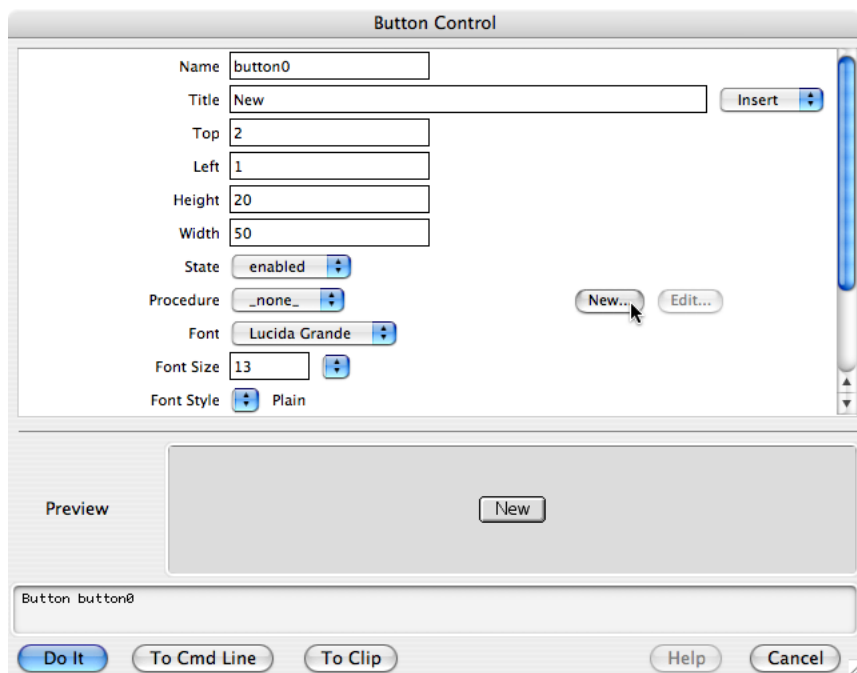 Button Control
Name button0
Title New Insert
Top 2
Left 1
Height 20
Width 50
State enabled
Procedure _none_ New... Edit...
Font Lucida Grande
Font Size 13
Font Style Plain
Preview New
Button button0
Do It To Cmd Line To Clip Help Cancel